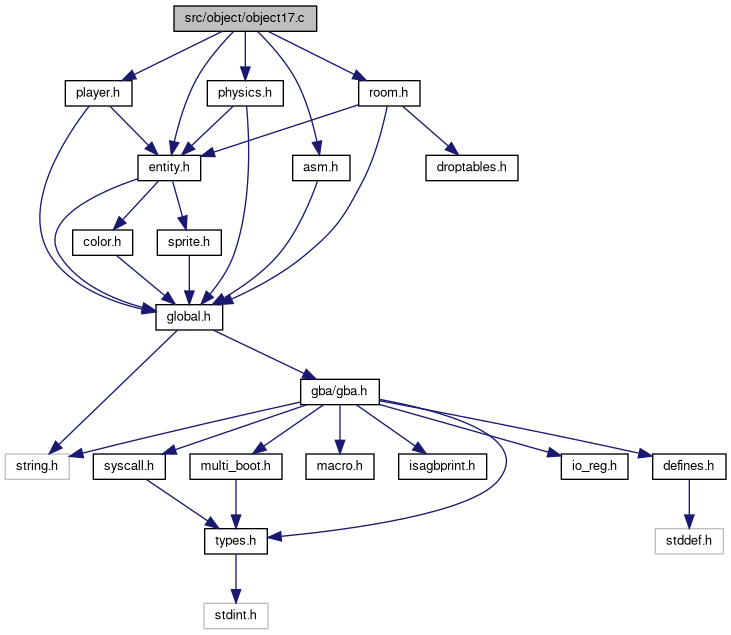 src/object/object17.c
player.h
physics.h
room.h
entity.h
asm.h
droptables.h
color.h
sprite.h
global.h
gba/gba.h
string.h
syscall.h
multi_boot.h
macro.h
isagbprint.h
io_reg.h
defines.h
types.h
stddef.h
stdint.h